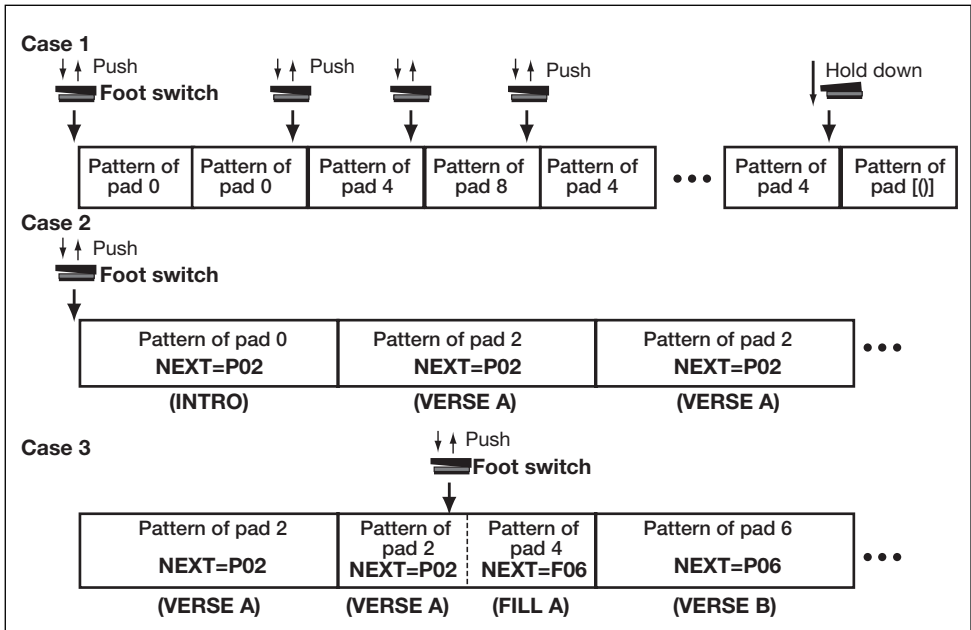 Case 1
Push
Push
Push
Hold down
Foot switch
Pattern of
pad 0
Pattern of
pad 0
Pattern of
pad 4
Pattern of
pad 8
Pattern of
pad 4
•••
Pattern of
pad 4
Pattern of
pad [()]
Case 2
Push
Foot switch
Pattern of pad 0
NEXT=P02
Pattern of pad 2
NEXT=P02
Pattern of pad 2
NEXT=P02
•••
(INTRO)
(VERSE A)
(VERSE A)
Case 3
Push
Foot switch
Pattern of pad 2
NEXT=P02
Pattern of
pad 2
NEXT=P02
Pattern of
pad 4
NEXT=F06
Pattern of pad 6
NEXT=P06
•••
(VERSE A)
(VERSE A)
(FILL A)
(VERSE B)